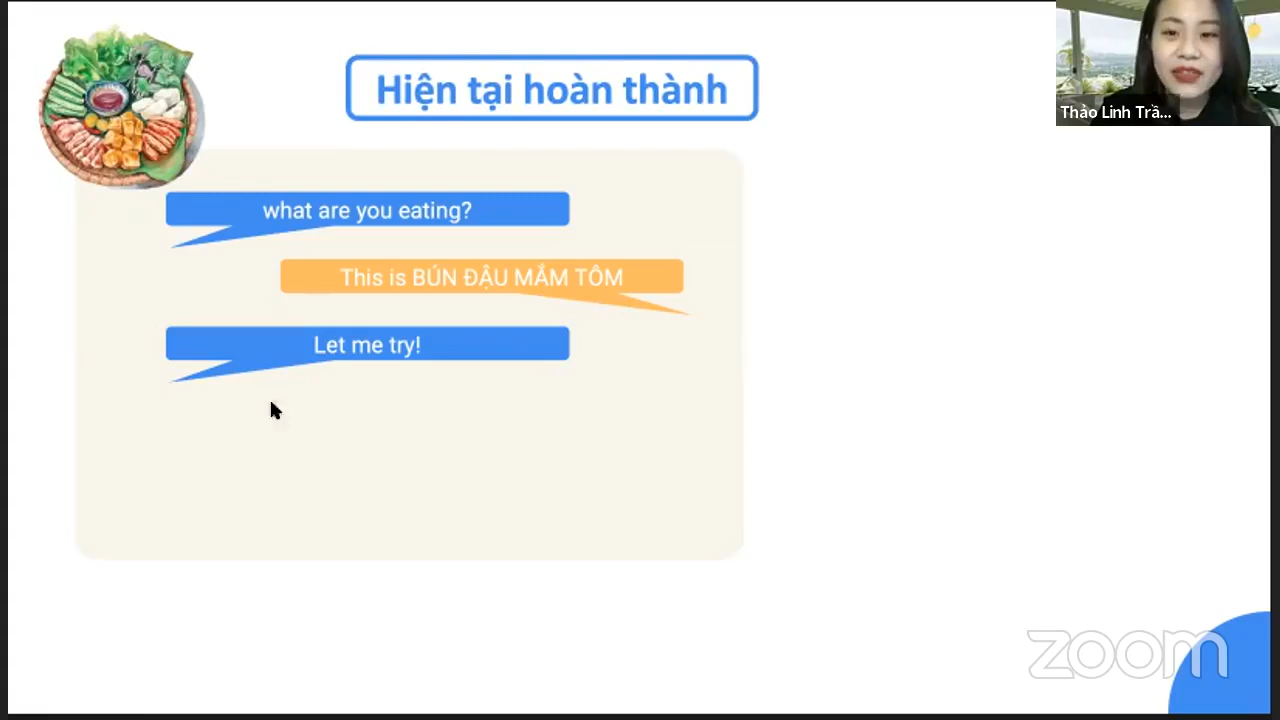 Hiện tại hoàn thành
Thảo Linh Trầ...
what are you eating?
This is BÚN ĐẬU MẮM TÔM
Let me try!
zoom